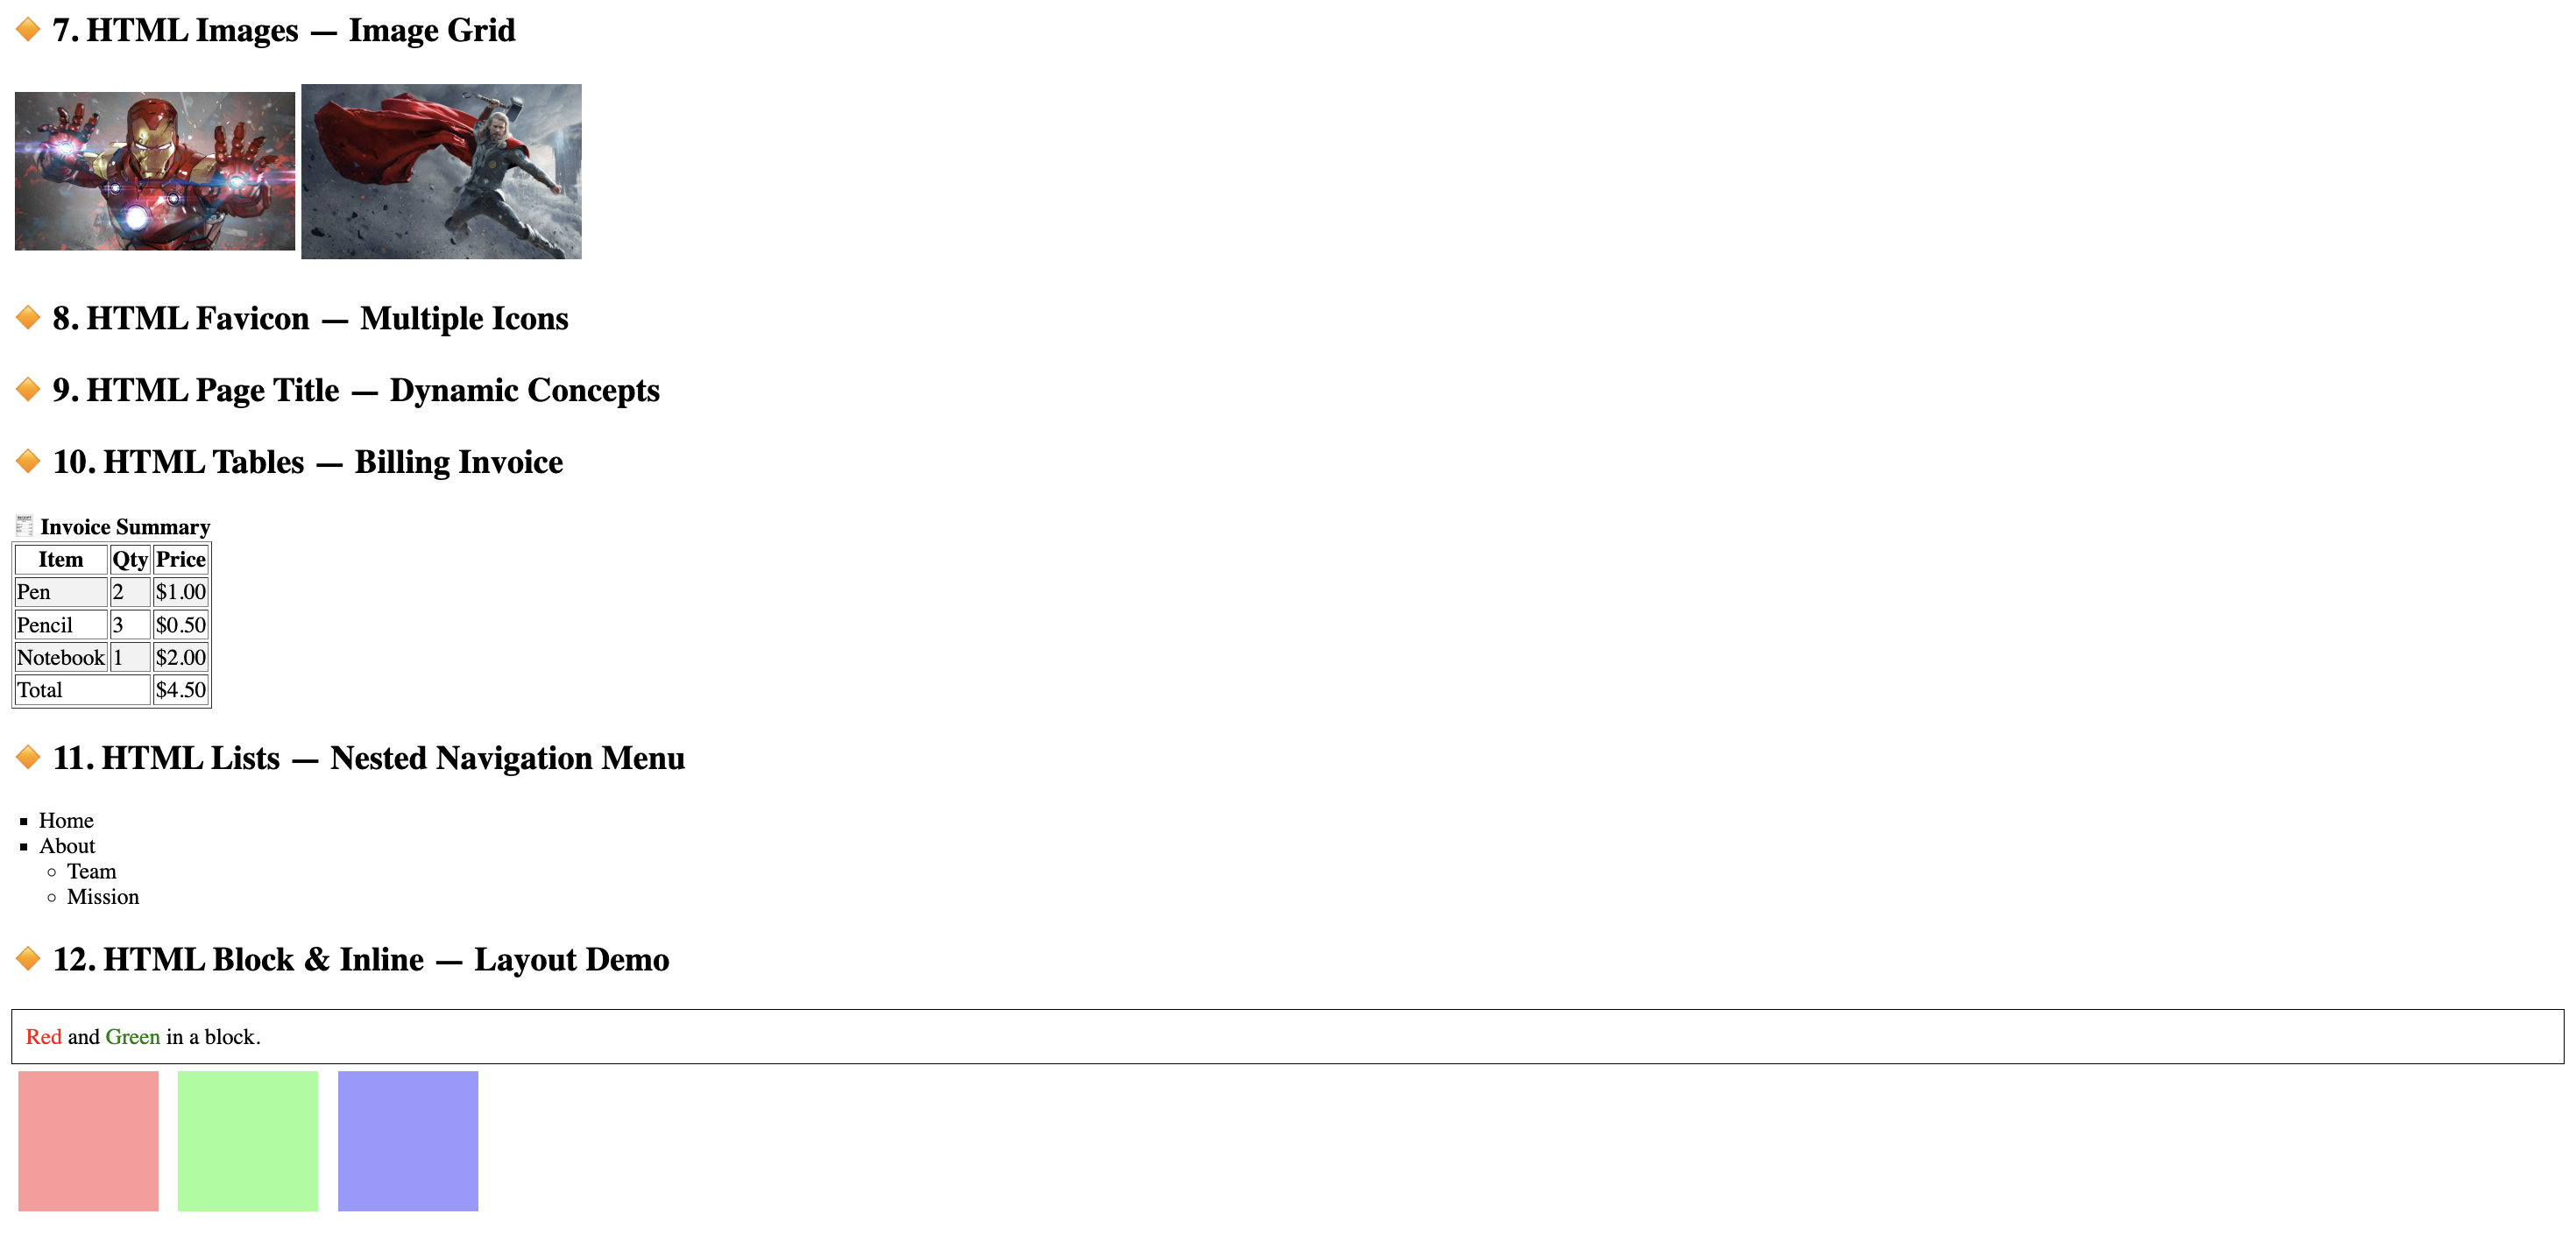 7. HTML Images — Image Grid
8. HTML Favicon — Multiple Icons
9. HTML Page Title — Dynamic Concepts
10. HTML Tables — Billing Invoice
Invoice Summary
Item Qty Price
Pen 2 $1.00
Pencil 3 $0.50
Notebook 1 $2.00
Total $4.50
11. HTML Lists — Nested Navigation Menu
Home
About
Team
Mission
12. HTML Block & Inline — Layout Demo
Red and Green in a block.